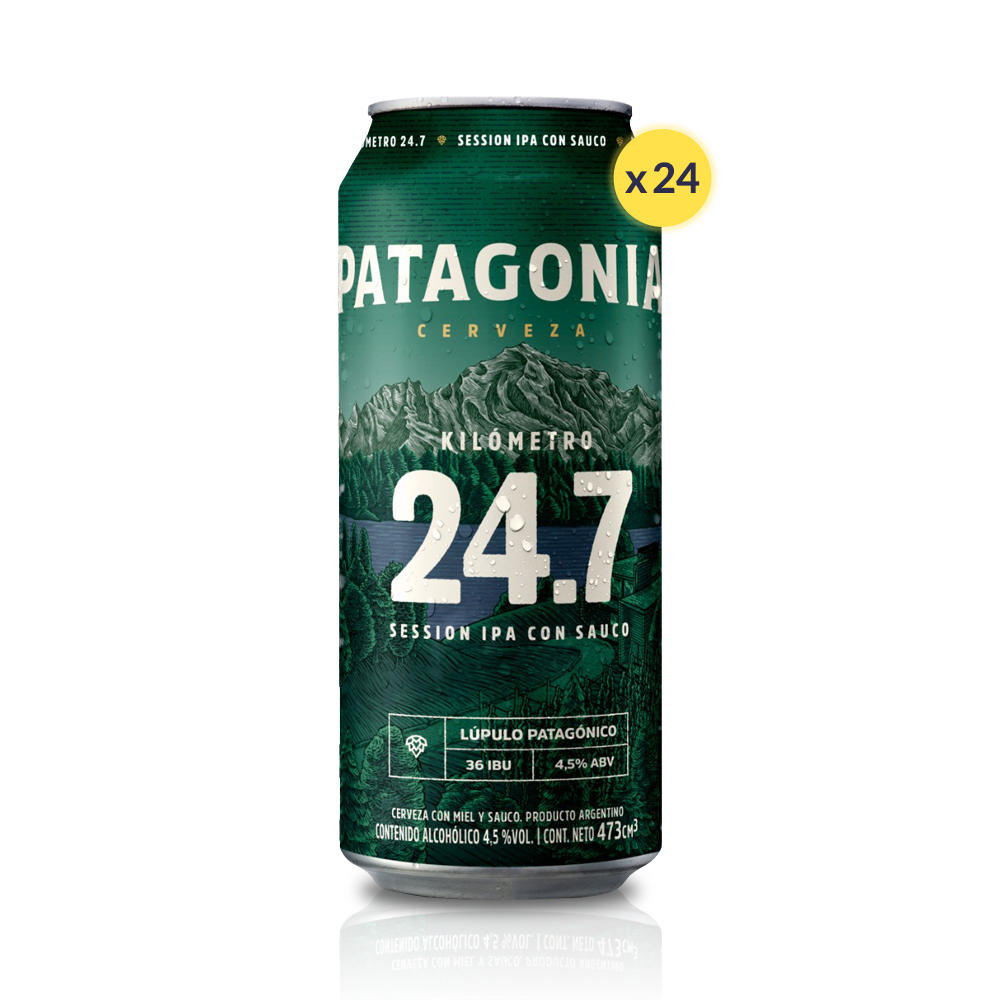 METRO 24.7 SESSION IPA CON SAUCO
x24
PATAGONIA
CERVEZA
KILÓMETRO
24.7
SESSION IPA CON SAUCO
LÚPULO PATAGÓNICO
36 IBU 4,5% ABV
CERVEZA CON MIEL Y SAUCO. PRODUCTO ARGENTINO
CONTENIDO ALCOHÓLICO 4,5 %VOL. | CONT. NETO 473CM³